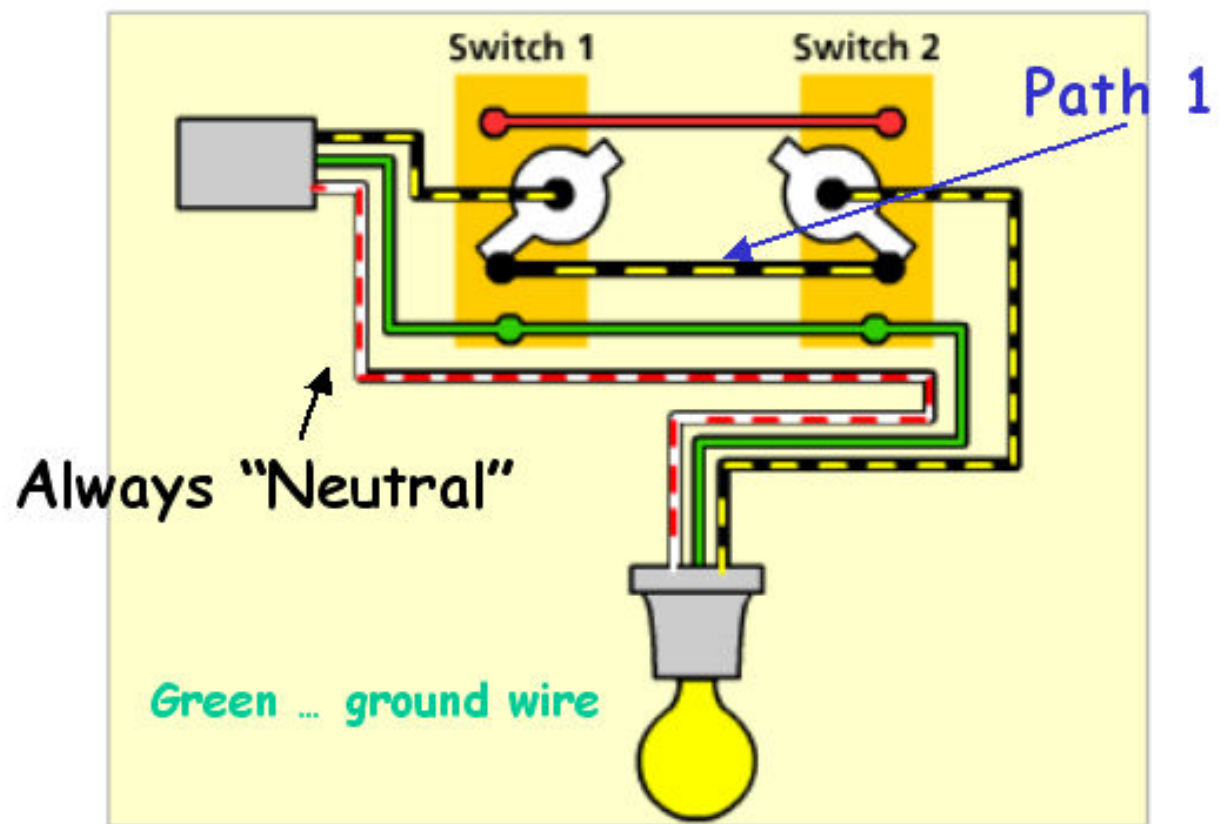 Switch 1
Switch 2
Path 1
Always “Neutral”
Green ... ground wire